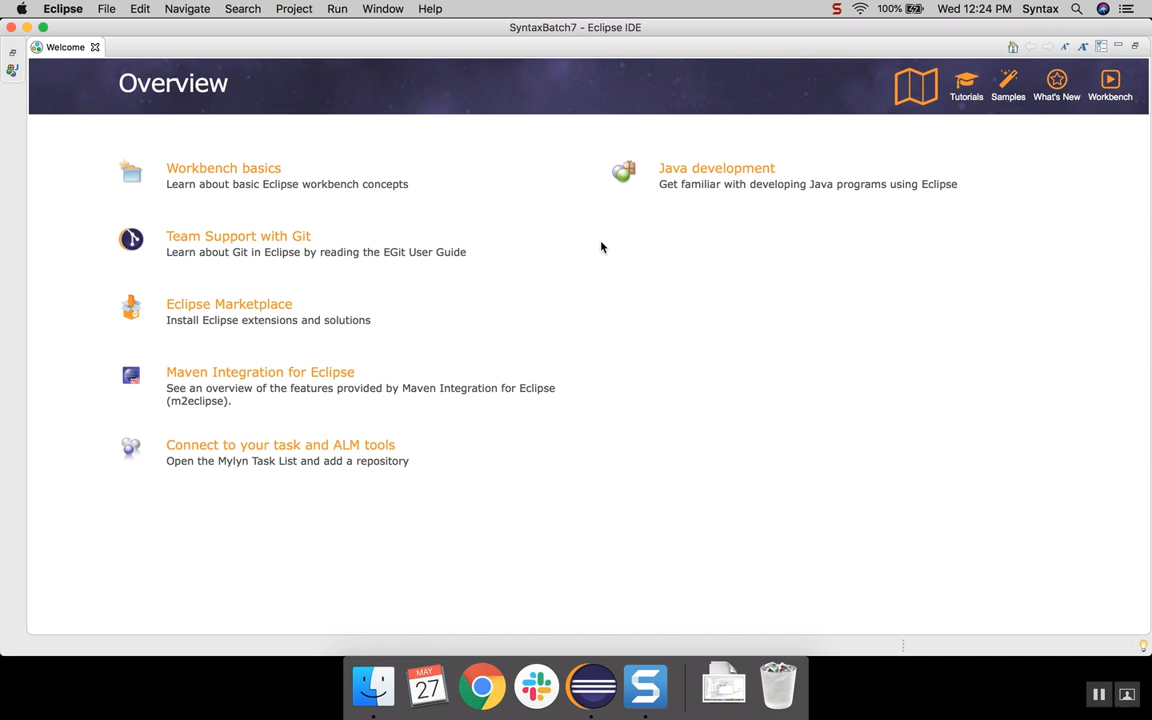 Eclipse File Edit Navigate Search Project Run Window Help S 100% Wed 12:24 PM Syntax
SyntaxBatch7 - Eclipse IDE
Welcome
Overview
Tutorials Samples What's New Workbench
Workbench basics
Learn about basic Eclipse workbench concepts
Java development
Get familiar with developing Java programs using Eclipse
Team Support with Git
Learn about Git in Eclipse by reading the EGit User Guide
Eclipse Marketplace
Install Eclipse extensions and solutions
Maven Integration for Eclipse
See an overview of the features provided by Maven Integration for Eclipse
(m2eclipse).
Connect to your task and ALM tools
Open the Mylyn Task List and add a repository
MAY
27
S